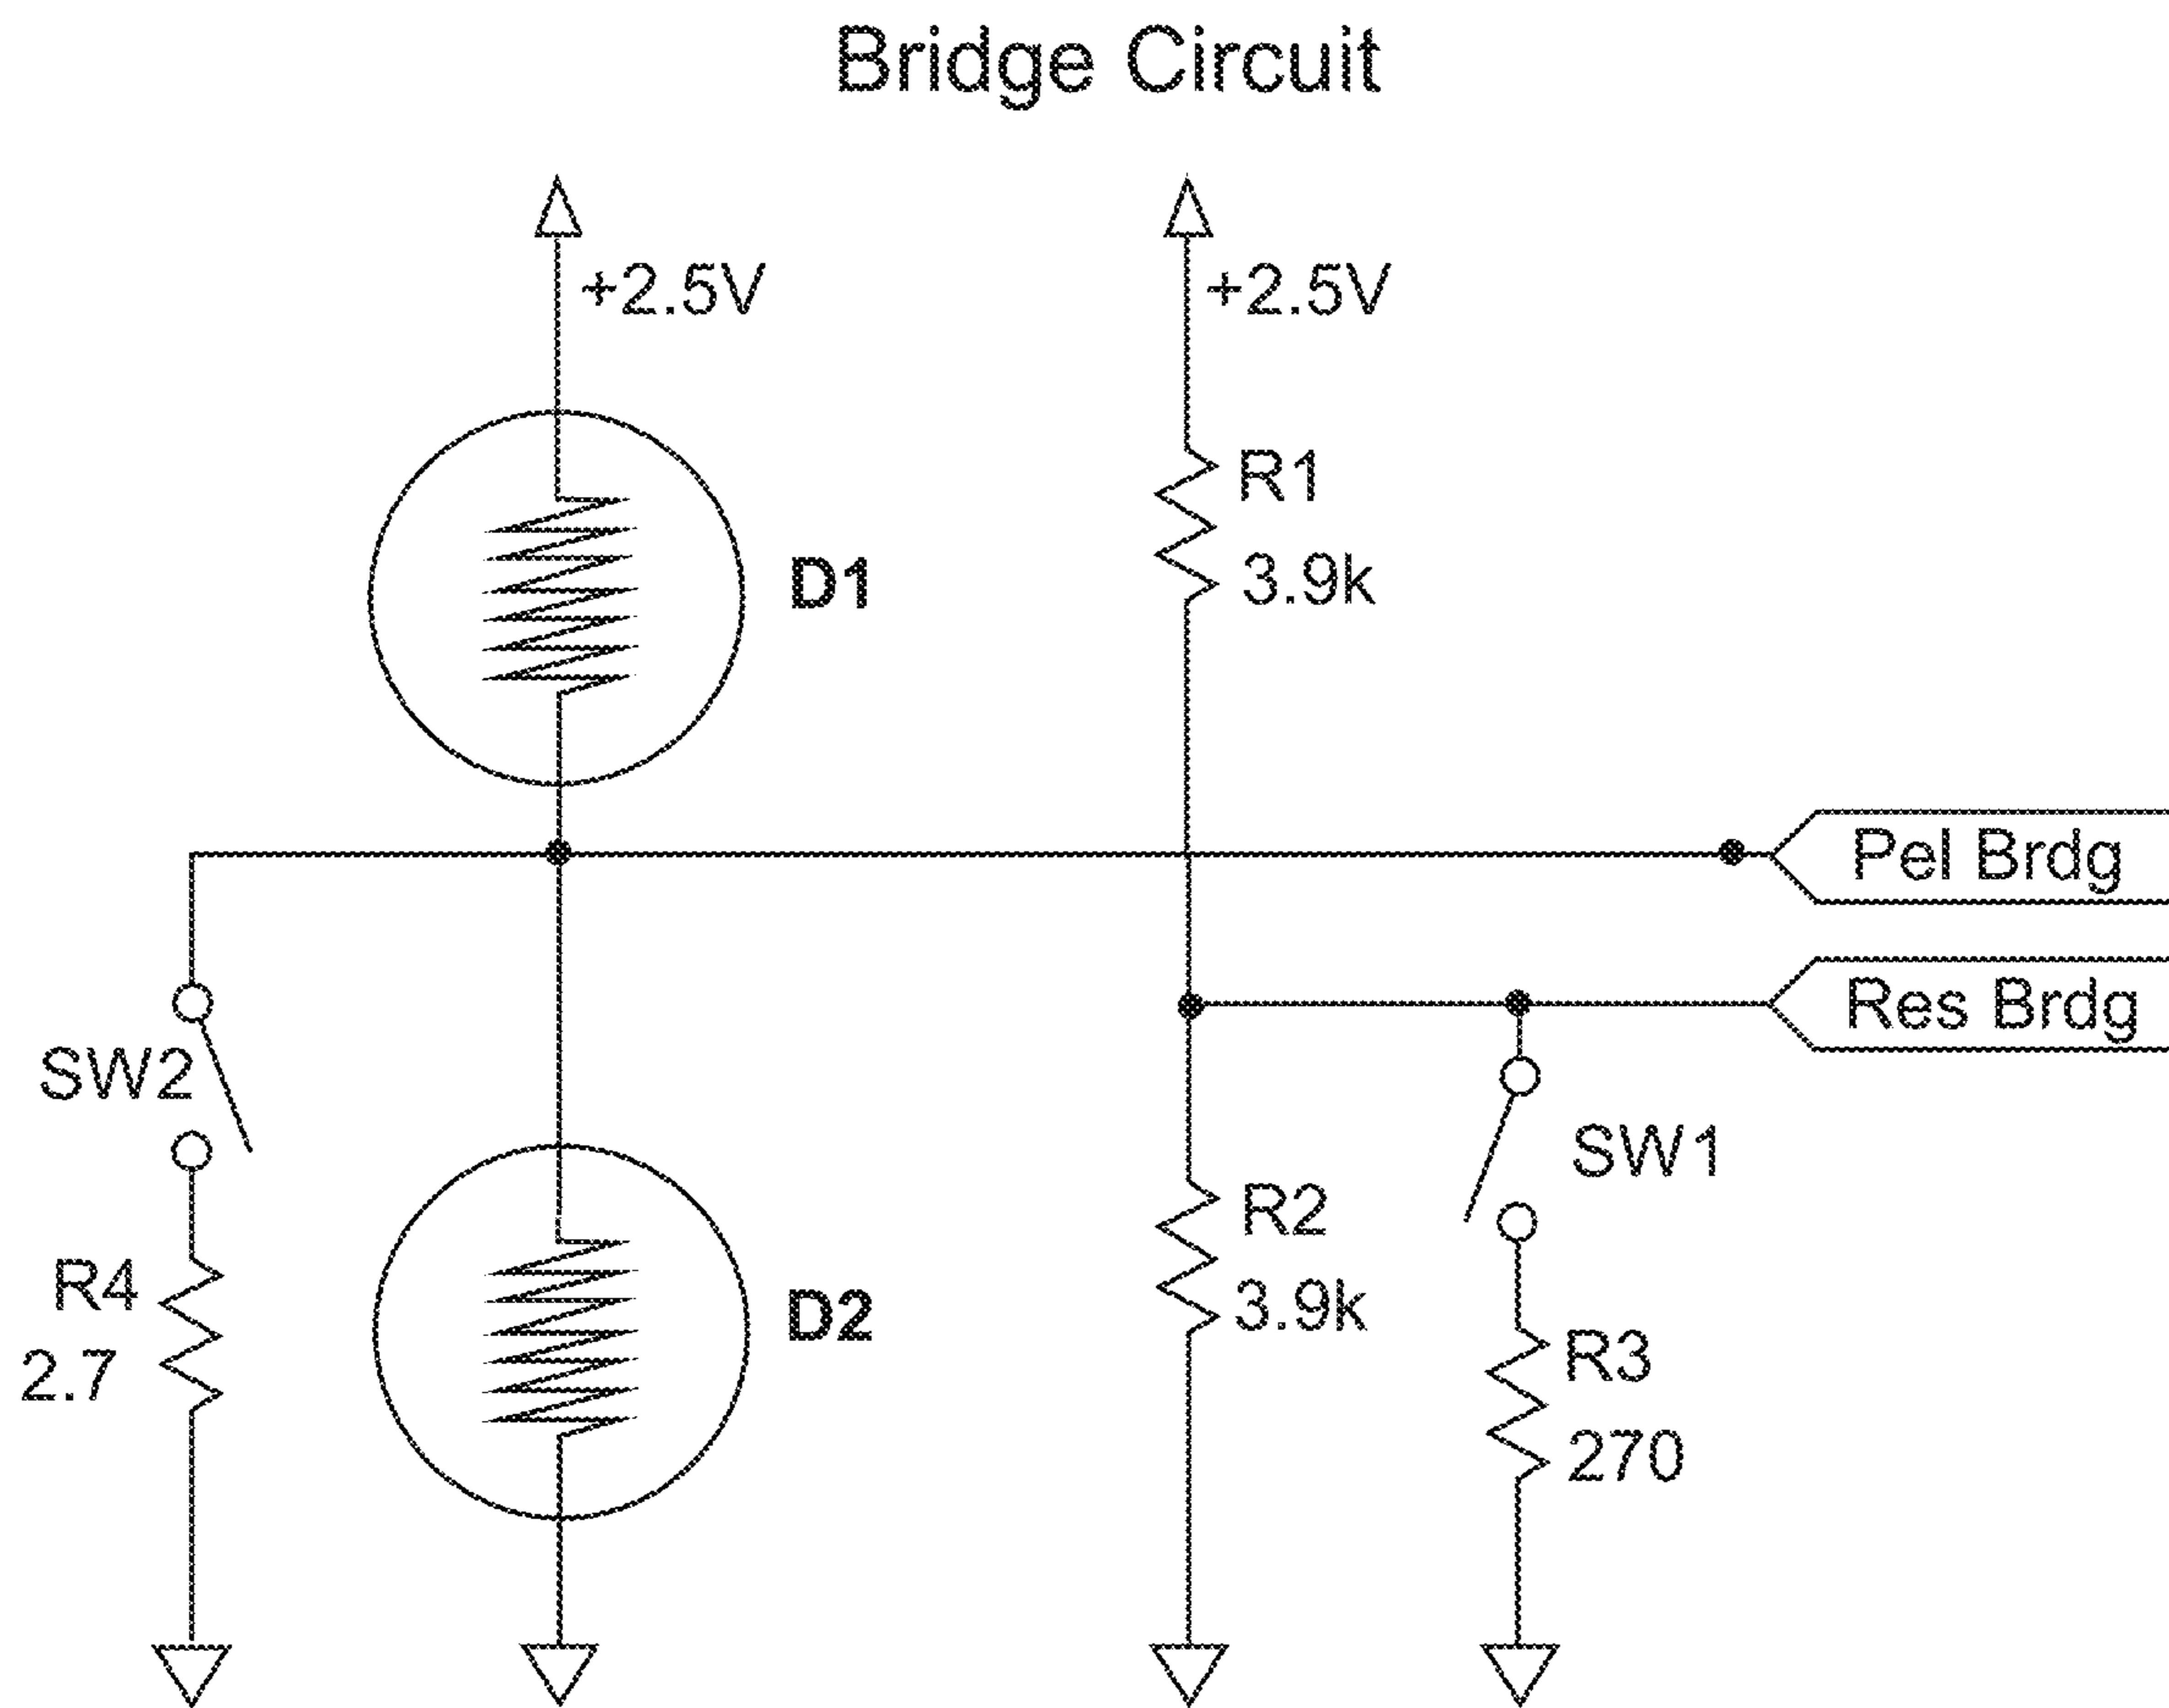 Bridge Circuit
+2.5V
+2.5V
R1
3.9k
D1
Pel Brdg
Res Brdg
SW2
SW1
R2
3.9k
R4
2.7
D2
R3
270